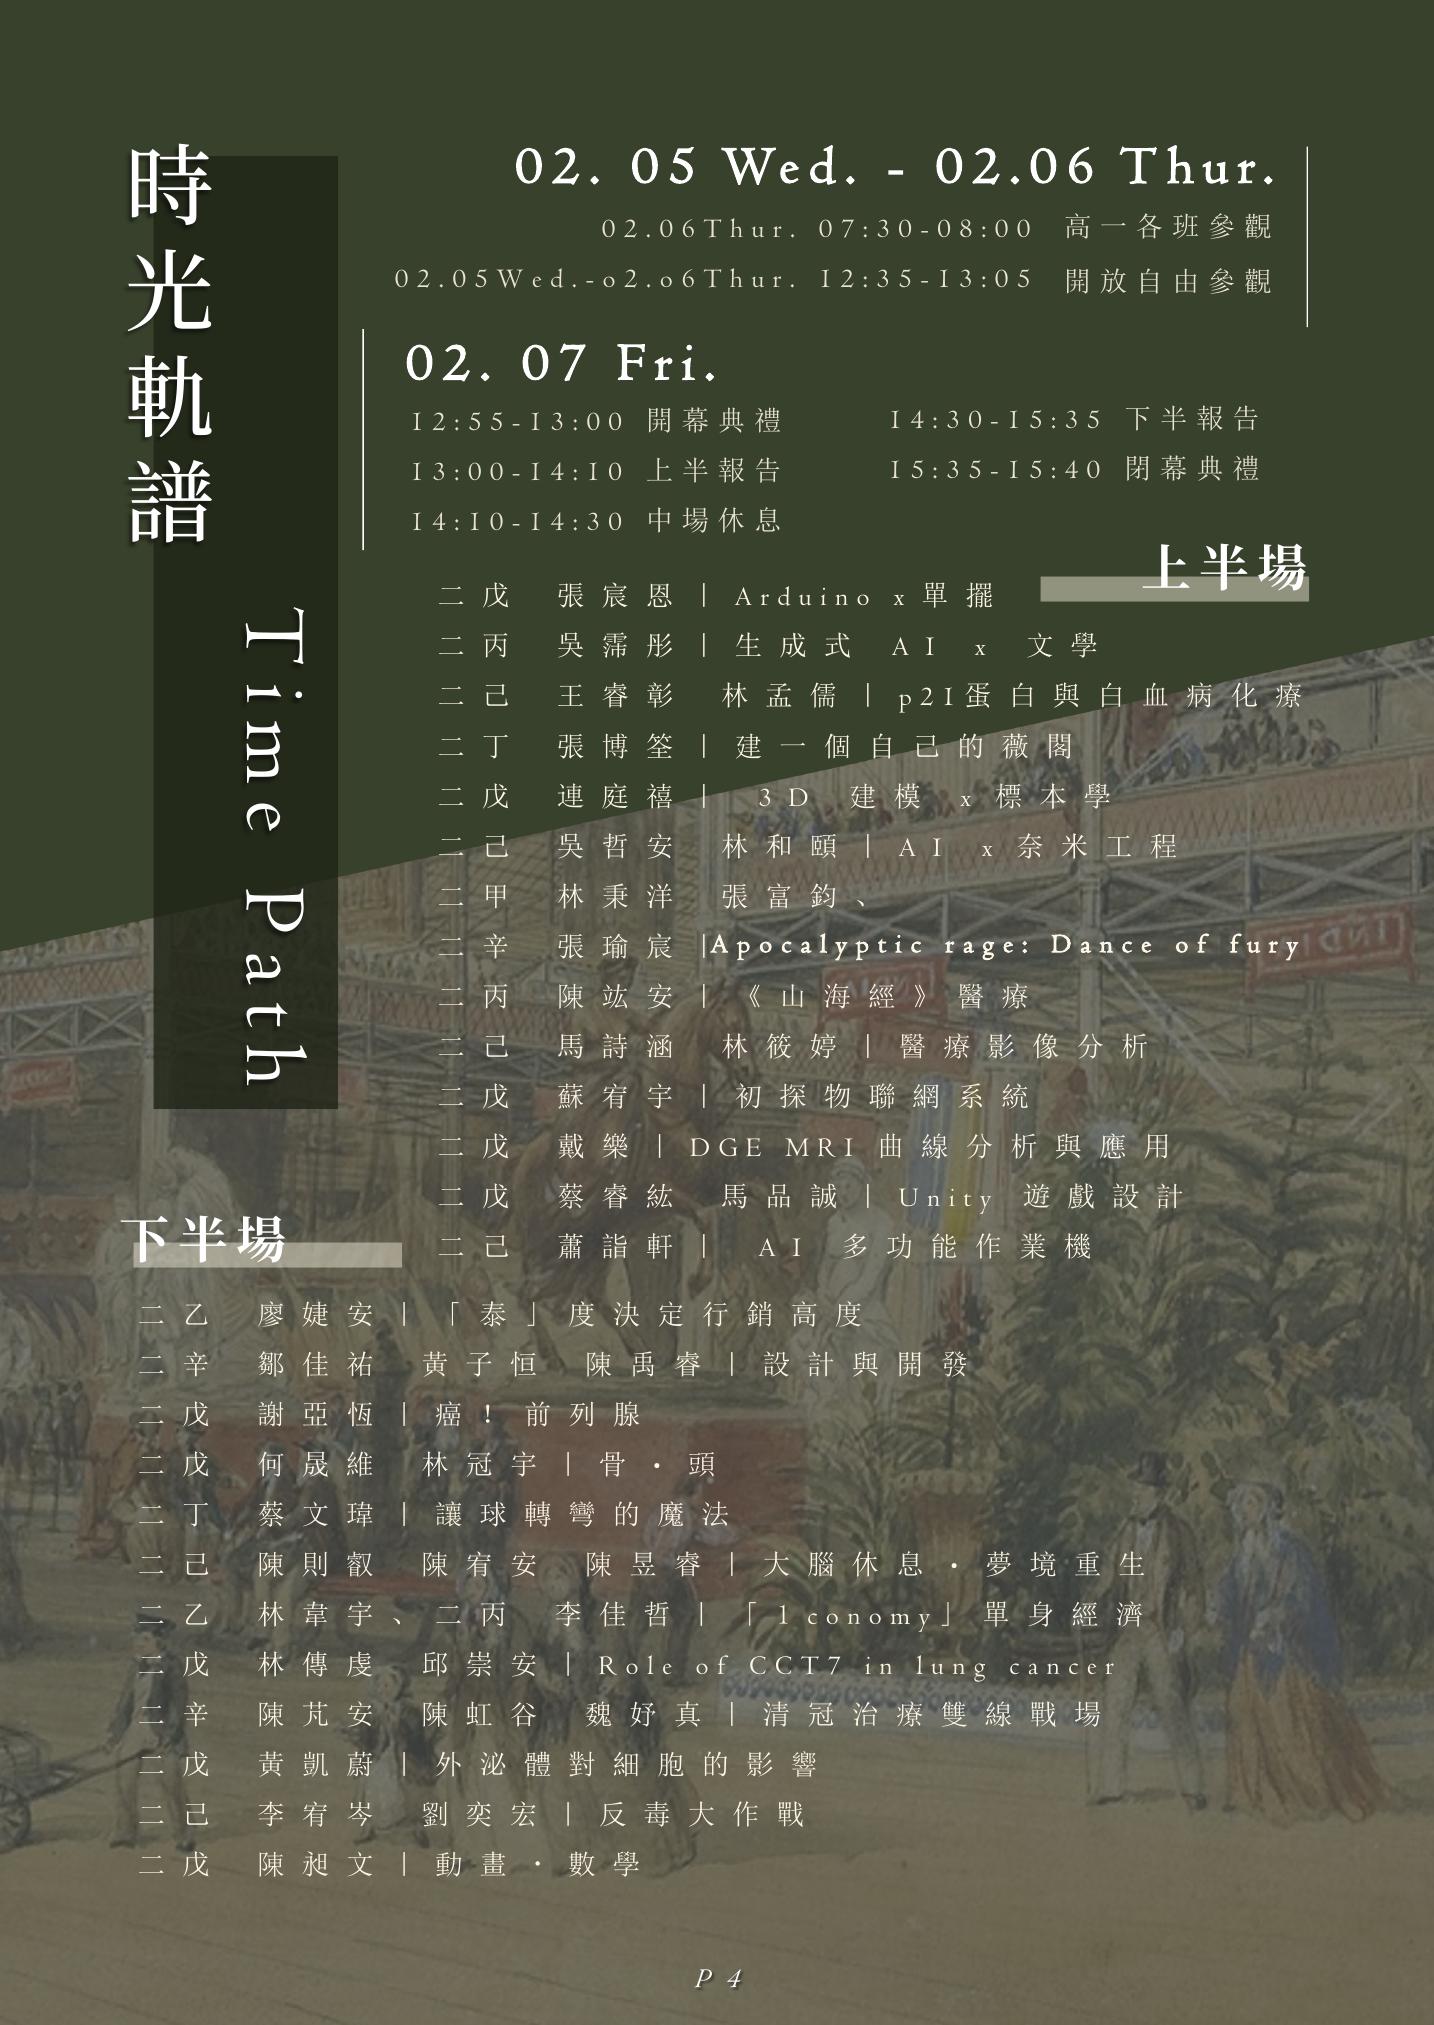 時光軌譜
Time Path
02. 05 Wed. - 02.06 Thur.
02.06Thur. 07:30-08:00 高一各班參觀
02.05Wed.-o2.o6Thur. 12:35-13:05 開放自由參觀
02. 07 Fri.
12:55-13:00 開幕典禮
13:00-14:10 上半報告
14:10-14:30 中場休息
14:30-15:35 下半報告
15:35-15:40 閉幕典禮
上半場
二戊 張宸恩｜Arduino x 單擺
二丙 吳霈彤｜生成式 AI x 文學
二己 王睿彰 林孟儒｜p21蛋白與白血病化療
二丁 張博筌｜建一個自己的薇閣
二戊 連庭禧｜ 3D 建模 x 標本學
二己 吳哲安 林和頤｜AI x 奈米工程
二甲 林秉洋 張富鈞、
二辛 張瑜宸｜Apocalyptic rage: Dance of fury
二丙 陳竑安｜《山海經》醫療
二己 馬詩涵 林筱婷｜醫療影像分析
二戊 蘇宥宇｜初探物聯網系統
二戊 戴樂｜DGE MRI 曲線分析與應用
二戊 蔡睿紘 馬品誠｜Unity 遊戲設計
二己 蕭詣軒｜ AI 多功能作業機
下半場
二乙 廖婕安｜「泰」度決定行銷高度
二辛 鄒佳祐 黃子恒 陳禹睿｜設計與開發
二戊 謝亞恆｜癌！前列腺
二戊 何晟維 林冠宇｜骨・頭
二丁 蔡文瑋｜讓球轉彎的魔法
二己 陳則叡 陳宥安 陳昱睿｜大腦休息・夢境重生
二乙 林韋宇、二丙 李佳哲｜「1conomy」單身經濟
二戊 林傳虔 邱崇安｜Role of CCT7 in lung cancer
二辛 陳芃安 陳虹谷 魏妤真｜清冠治療雙線戰場
二戊 黃凱蔚｜外泌體對細胞的影響
二己 李宥岑 劉奕宏｜反毒大作戰
二戊 陳昶文｜動畫・數學
P 4